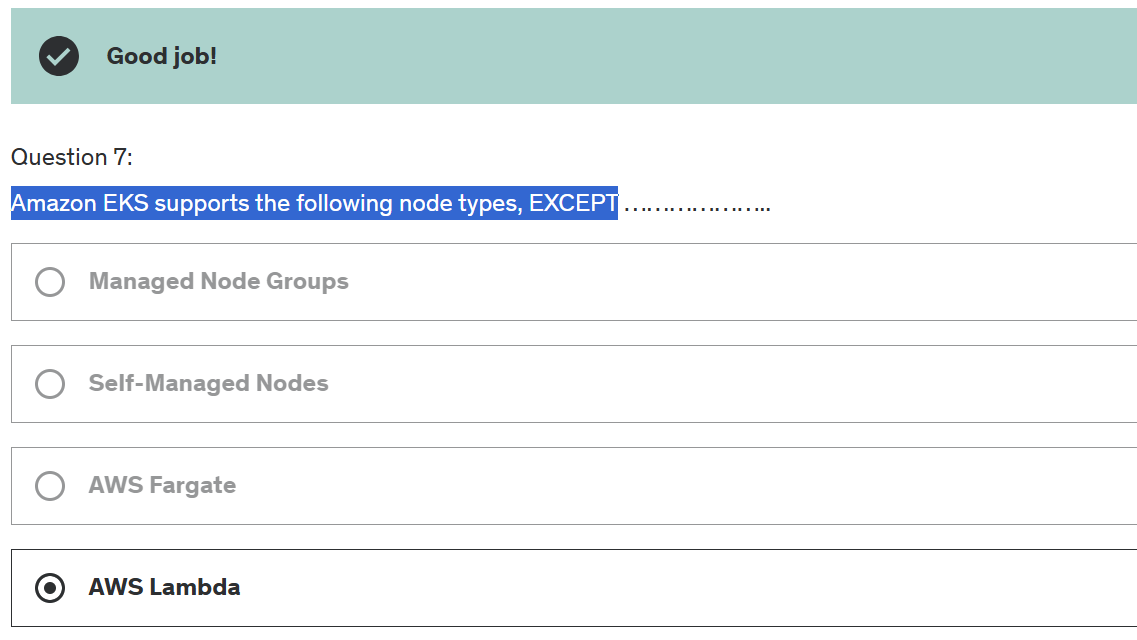 Good job!
Question 7:
Amazon EKS supports the following node types, EXCEPT ………………..
Managed Node Groups
Self-Managed Nodes
AWS Fargate
AWS Lambda